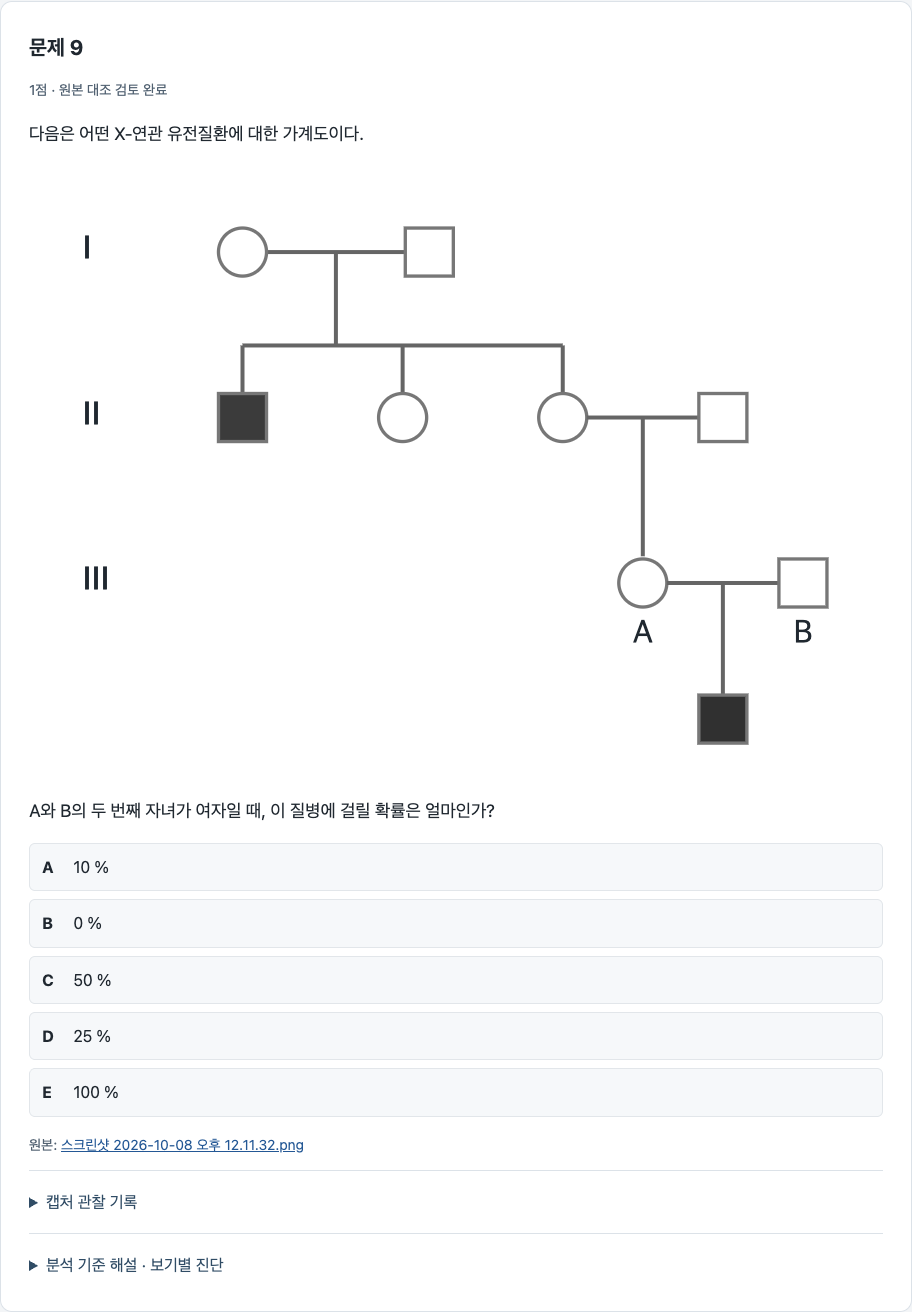 문제 9
1점 · 원본 대조 검토 완료
다음은 어떤 X-연관 유전질환에 대한 가계도이다.
I
II
III
A B
A와 B의 두 번째 자녀가 여자일 때, 이 질병에 걸릴 확률은 얼마인가?
A 10 %
B 0 %
C 50 %
D 25 %
E 100 %
원본: 스크린샷 2026-10-08 오후 12.11.32.png
▶ 캡처 관찰 기록
▶ 분석 기준 해설 · 보기별 진단